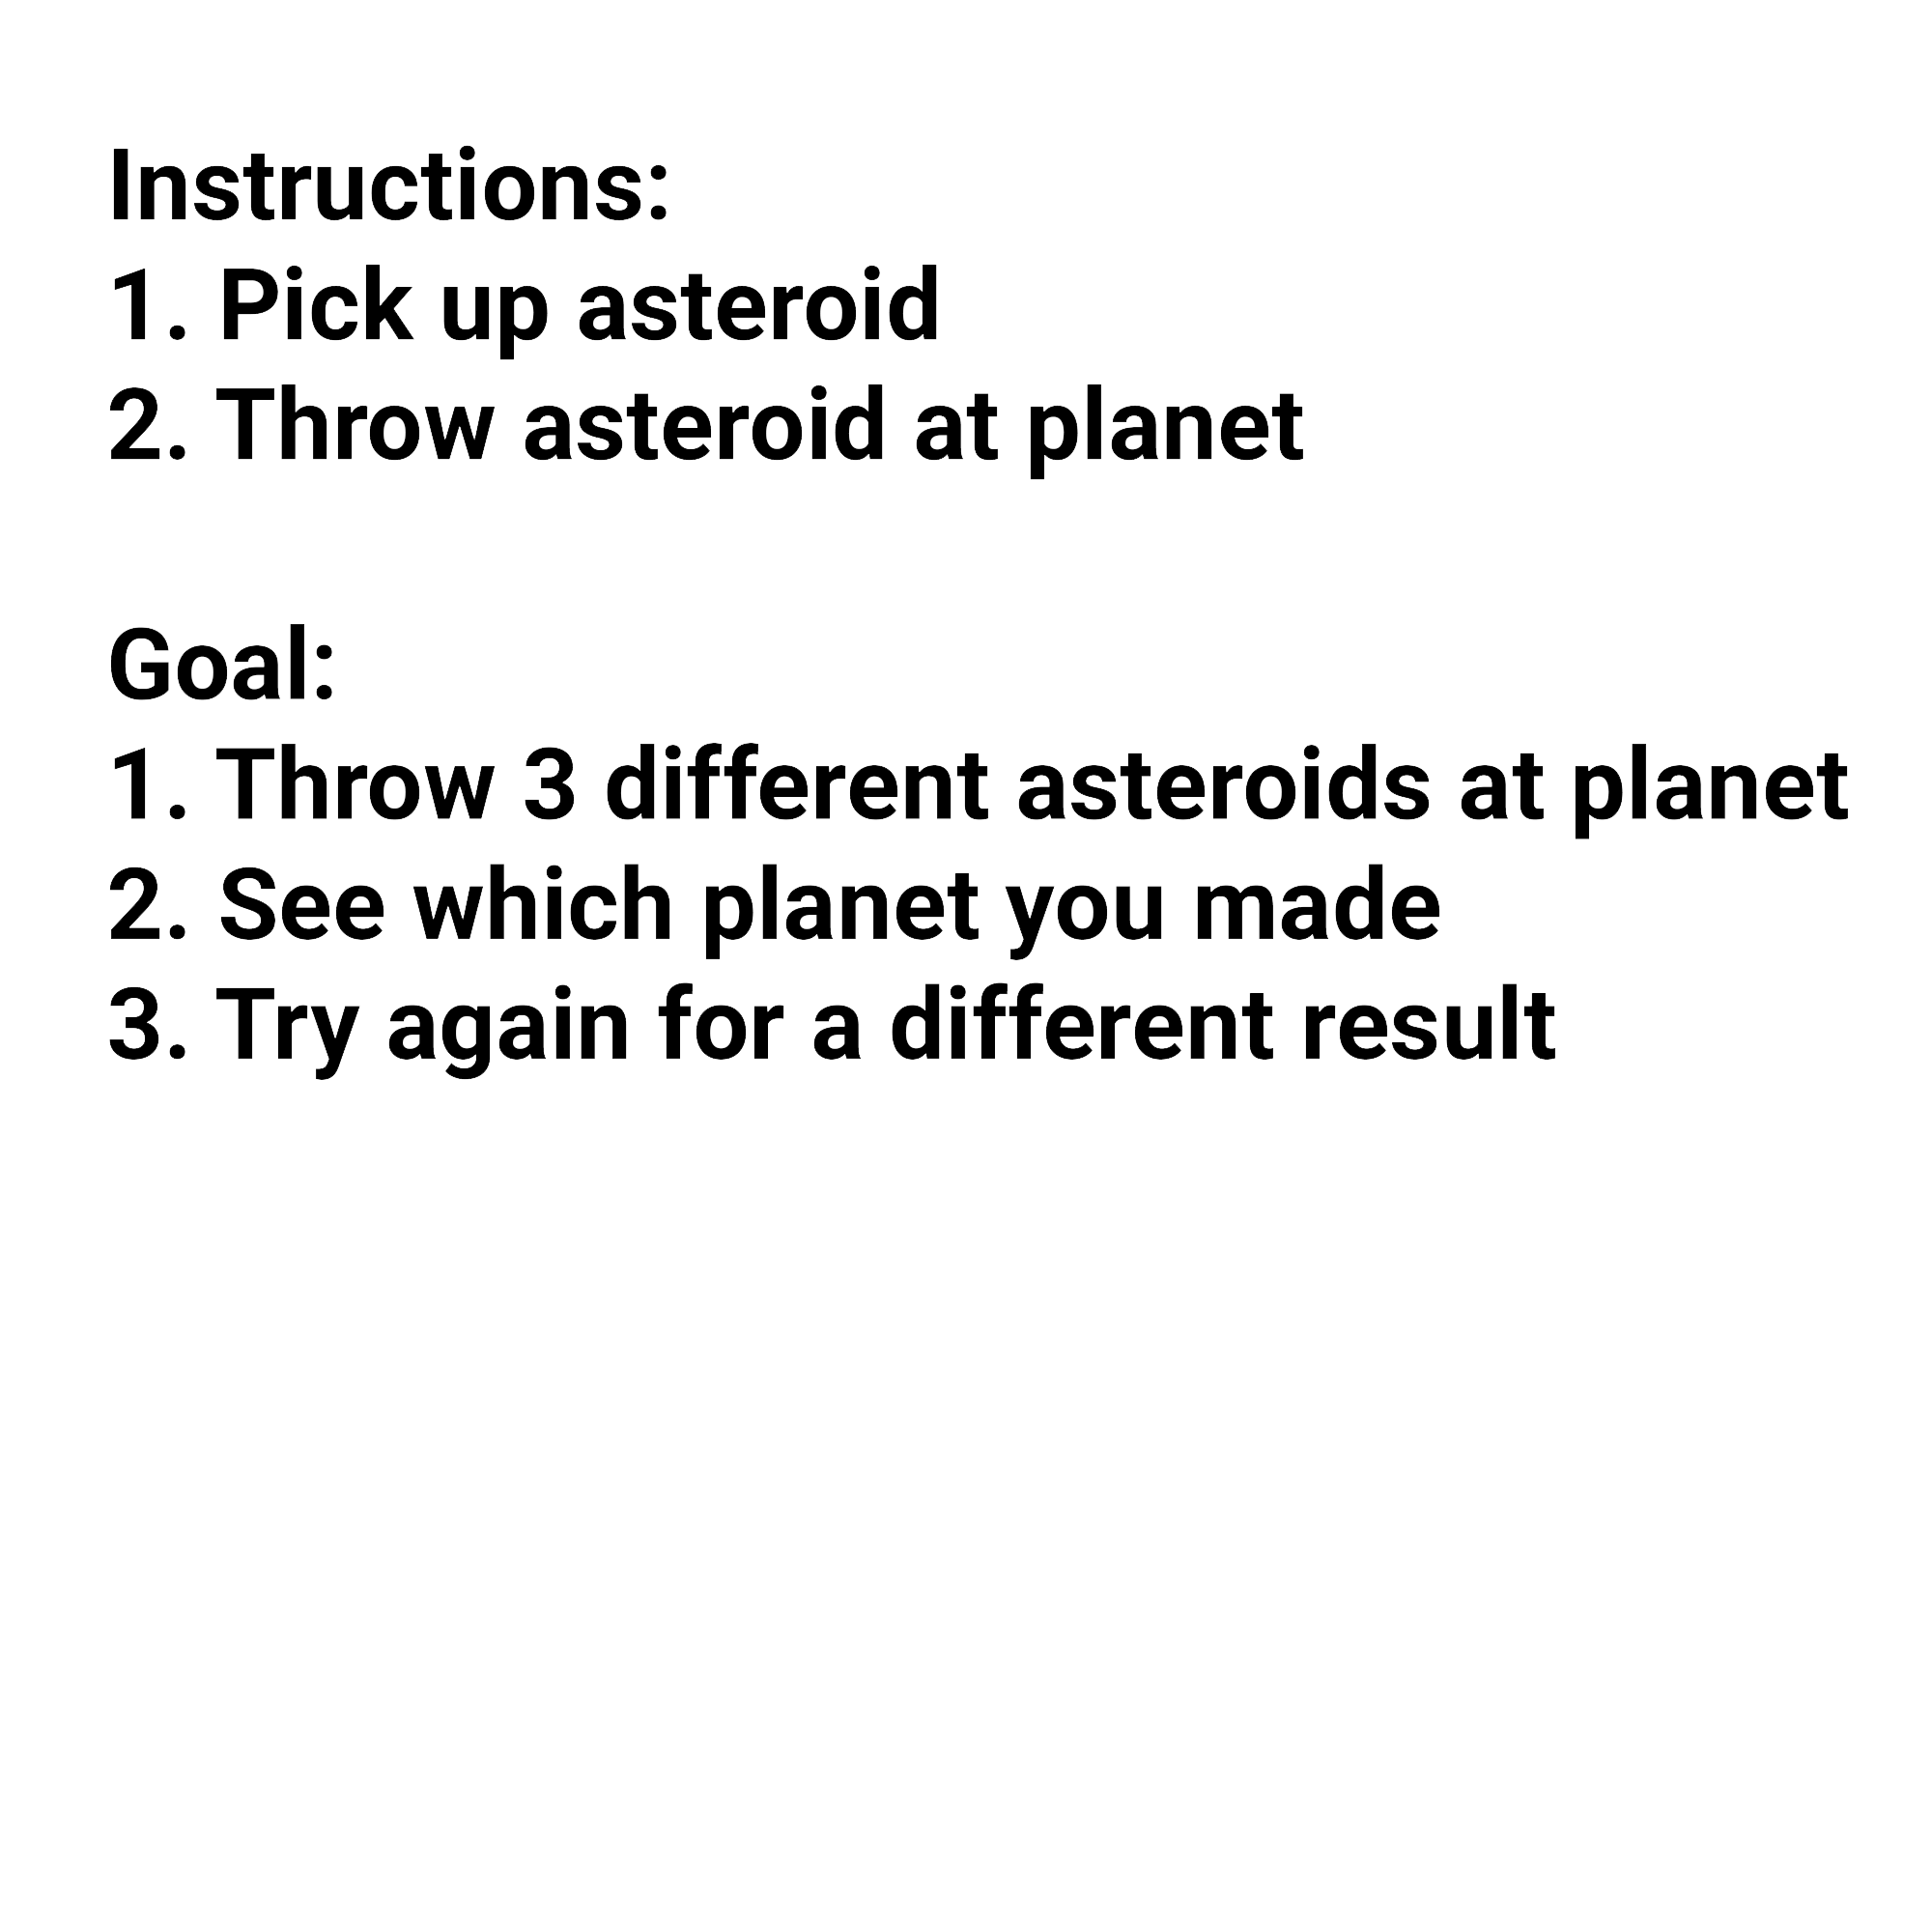 Instructions:
1. Pick up asteroid
2. Throw asteroid at planet
Goal:
1. Throw 3 different asteroids at planet
2. See which planet you made
3. Try again for a different result